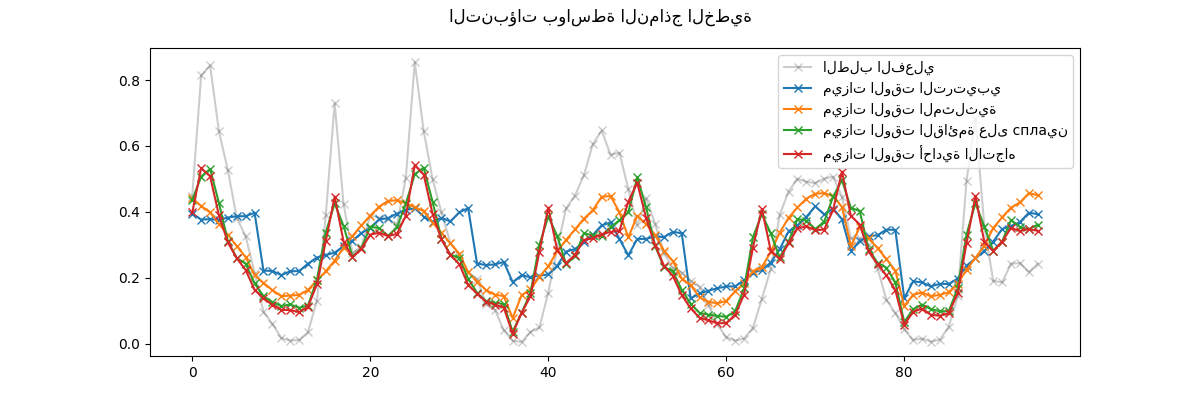 التنبؤات بواسطة النماذج الخطية
0.8
0.6
0.4
0.2
0.0
الطلب الفعلي
ميزات الوقت الترتيبي
ميزات الوقت المثلثية
ميزات الوقت القائمة على сплаين
ميزات الوقت أحادية الاتجاه
0 20 40 60 80